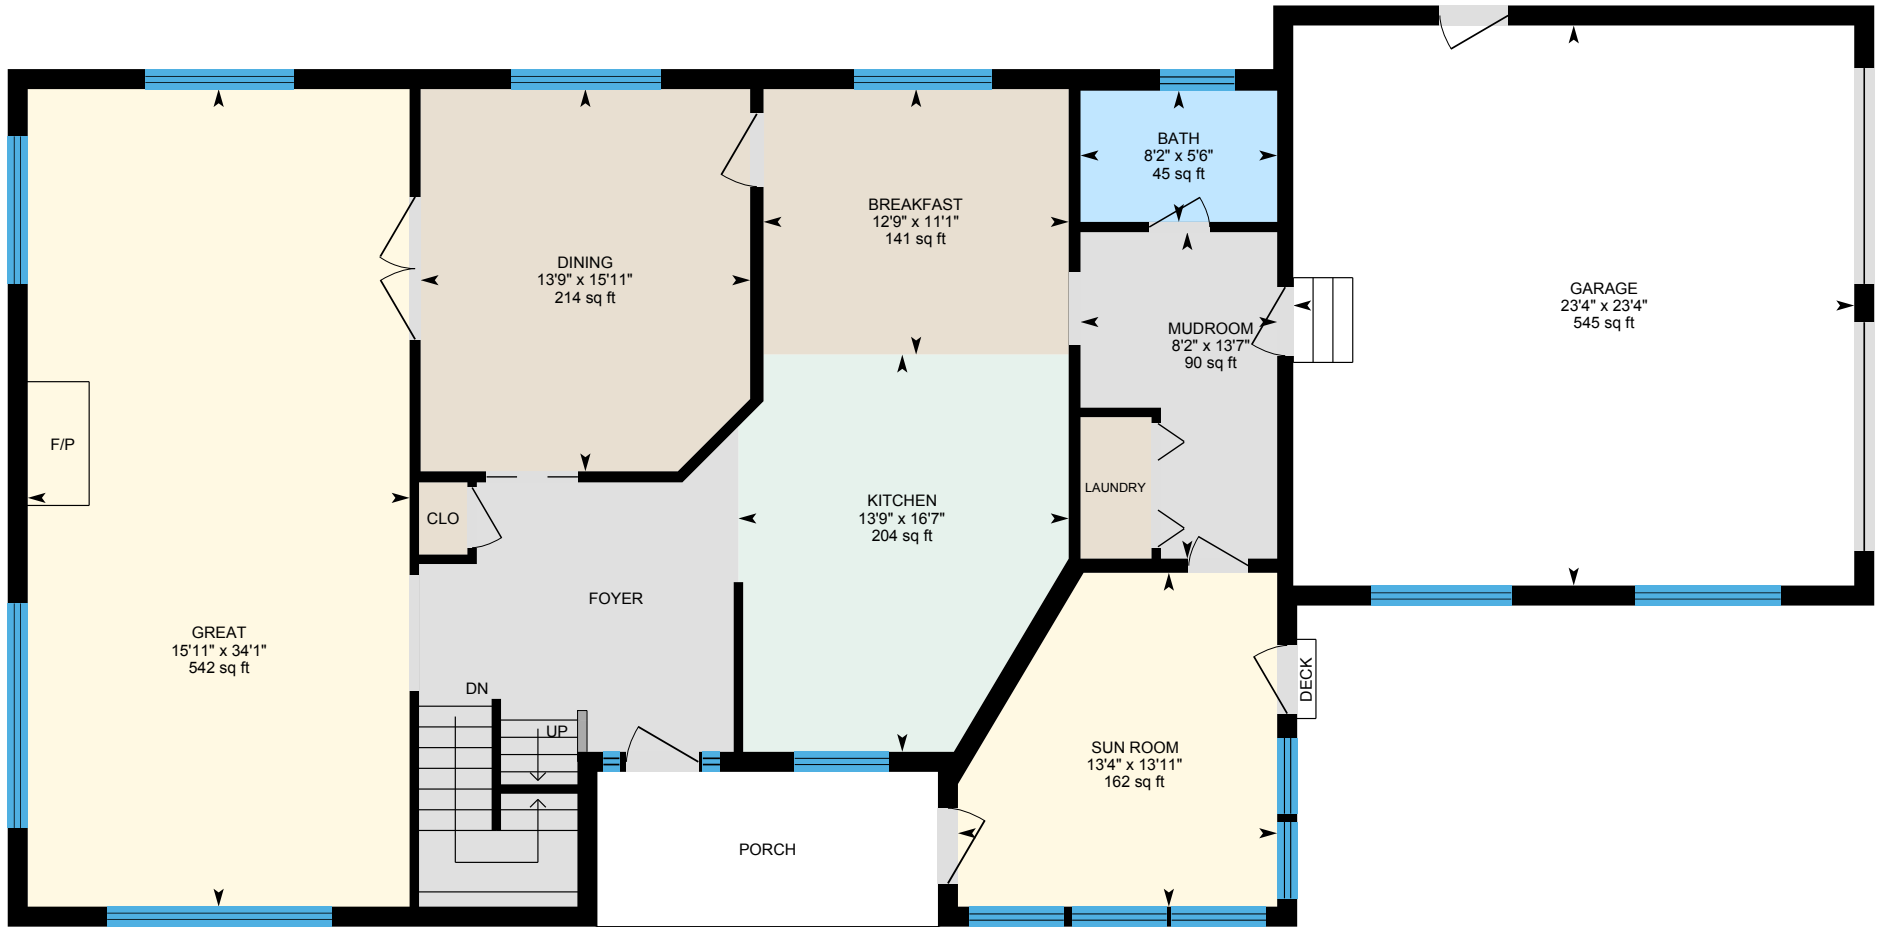 BATH
8'2" x 5'6"
45 sq ft
BREAKFAST
12'9" x 11'1"
141 sq ft
DINING
13'9" x 15'11"
214 sq ft
GARAGE
23'4" x 23'4"
545 sq ft
MUDROOM
8'2" x 13'7"
90 sq ft
F/P
LAUNDRY
KITCHEN
13'9" x 16'7"
204 sq ft
CLO
FOYER
GREAT
15'11" x 34'1"
542 sq ft
DN
UP
DECK
SUN ROOM
13'4" x 13'11"
162 sq ft
PORCH